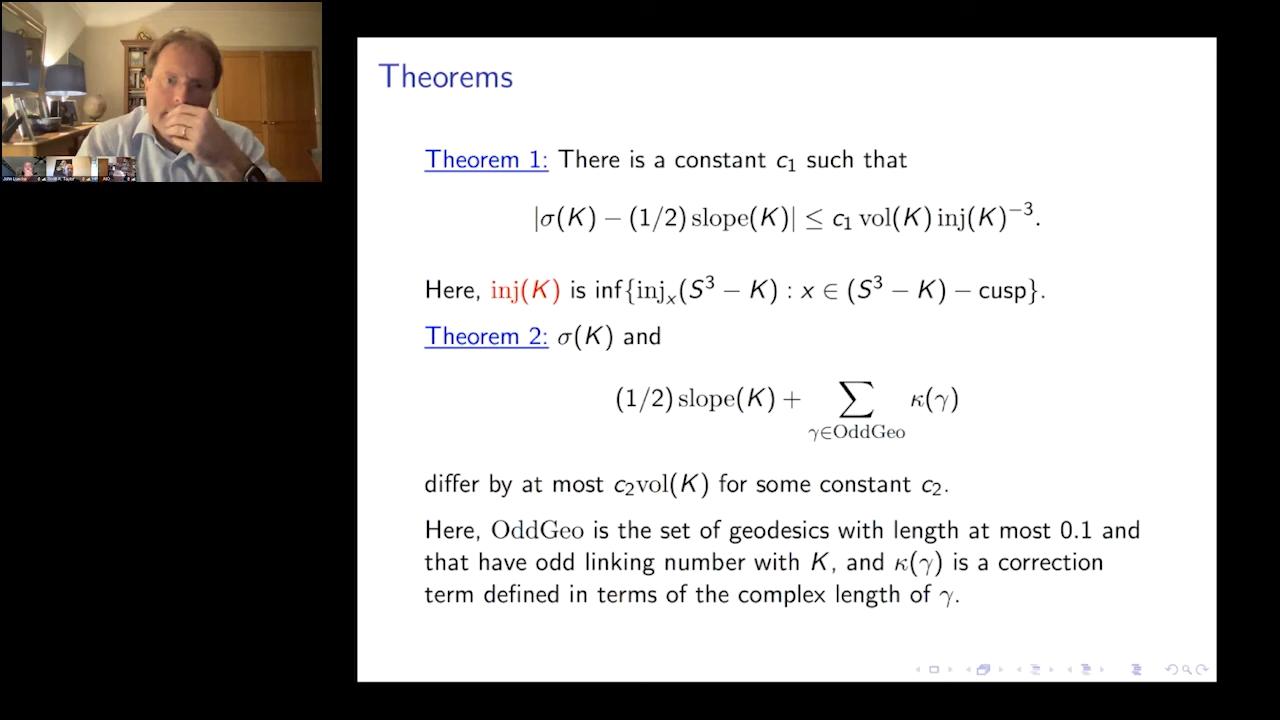 Theorems
Theorem 1: There is a constant c₁ such that
|σ(K) − (1/2) slope(K)| ≤ c₁ vol(K) inj(K)⁻³.
Here, inj(K) is inf{injₓ(S³ − K) : x ∈ (S³ − K) − cusp}.
Theorem 2: σ(K) and
(1/2) slope(K) + ∑ κ(γ)
γ∈OddGeo
differ by at most c₂vol(K) for some constant c₂.
Here, OddGeo is the set of geodesics with length at most 0.1 and
that have odd linking number with K, and κ(γ) is a correction
term defined in terms of the complex length of γ.